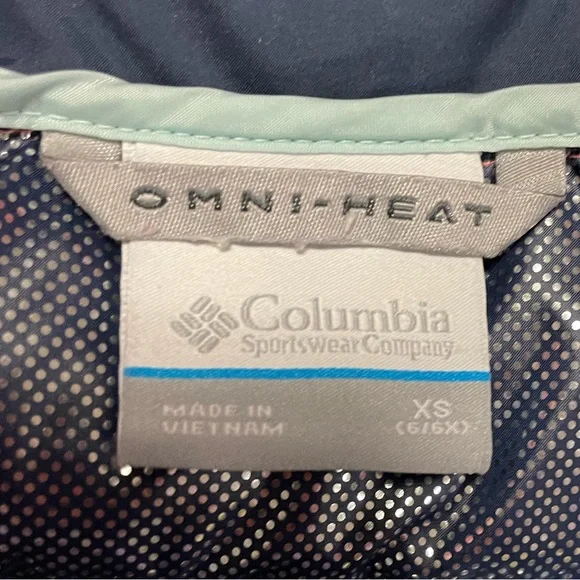 OMNI-HEAT
Columbia
Sportswear Company
MADE IN
VIETNAM
XS
(6/6X)